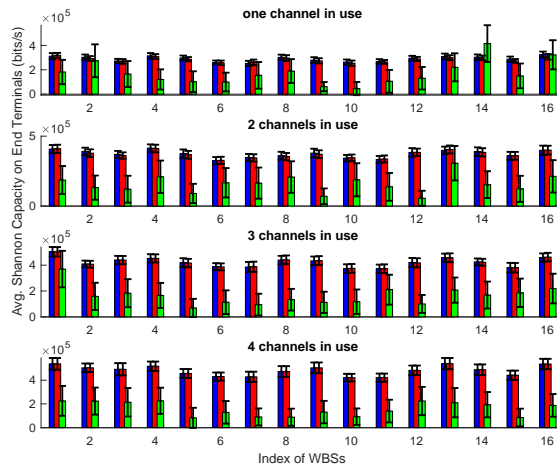 one channel in use
×10^5
4
2
0
2 4 6 8 10 12 14 16
2 channels in use
×10^5
5
0
2 4 6 8 10 12 14 16
3 channels in use
×10^5
4
2
0
2 4 6 8 10 12 14 16
4 channels in use
×10^5
4
2
0
2 4 6 8 10 12 14 16
Index of WBSs
Avg. Shannon Capacity on End Terminals (bits/s)